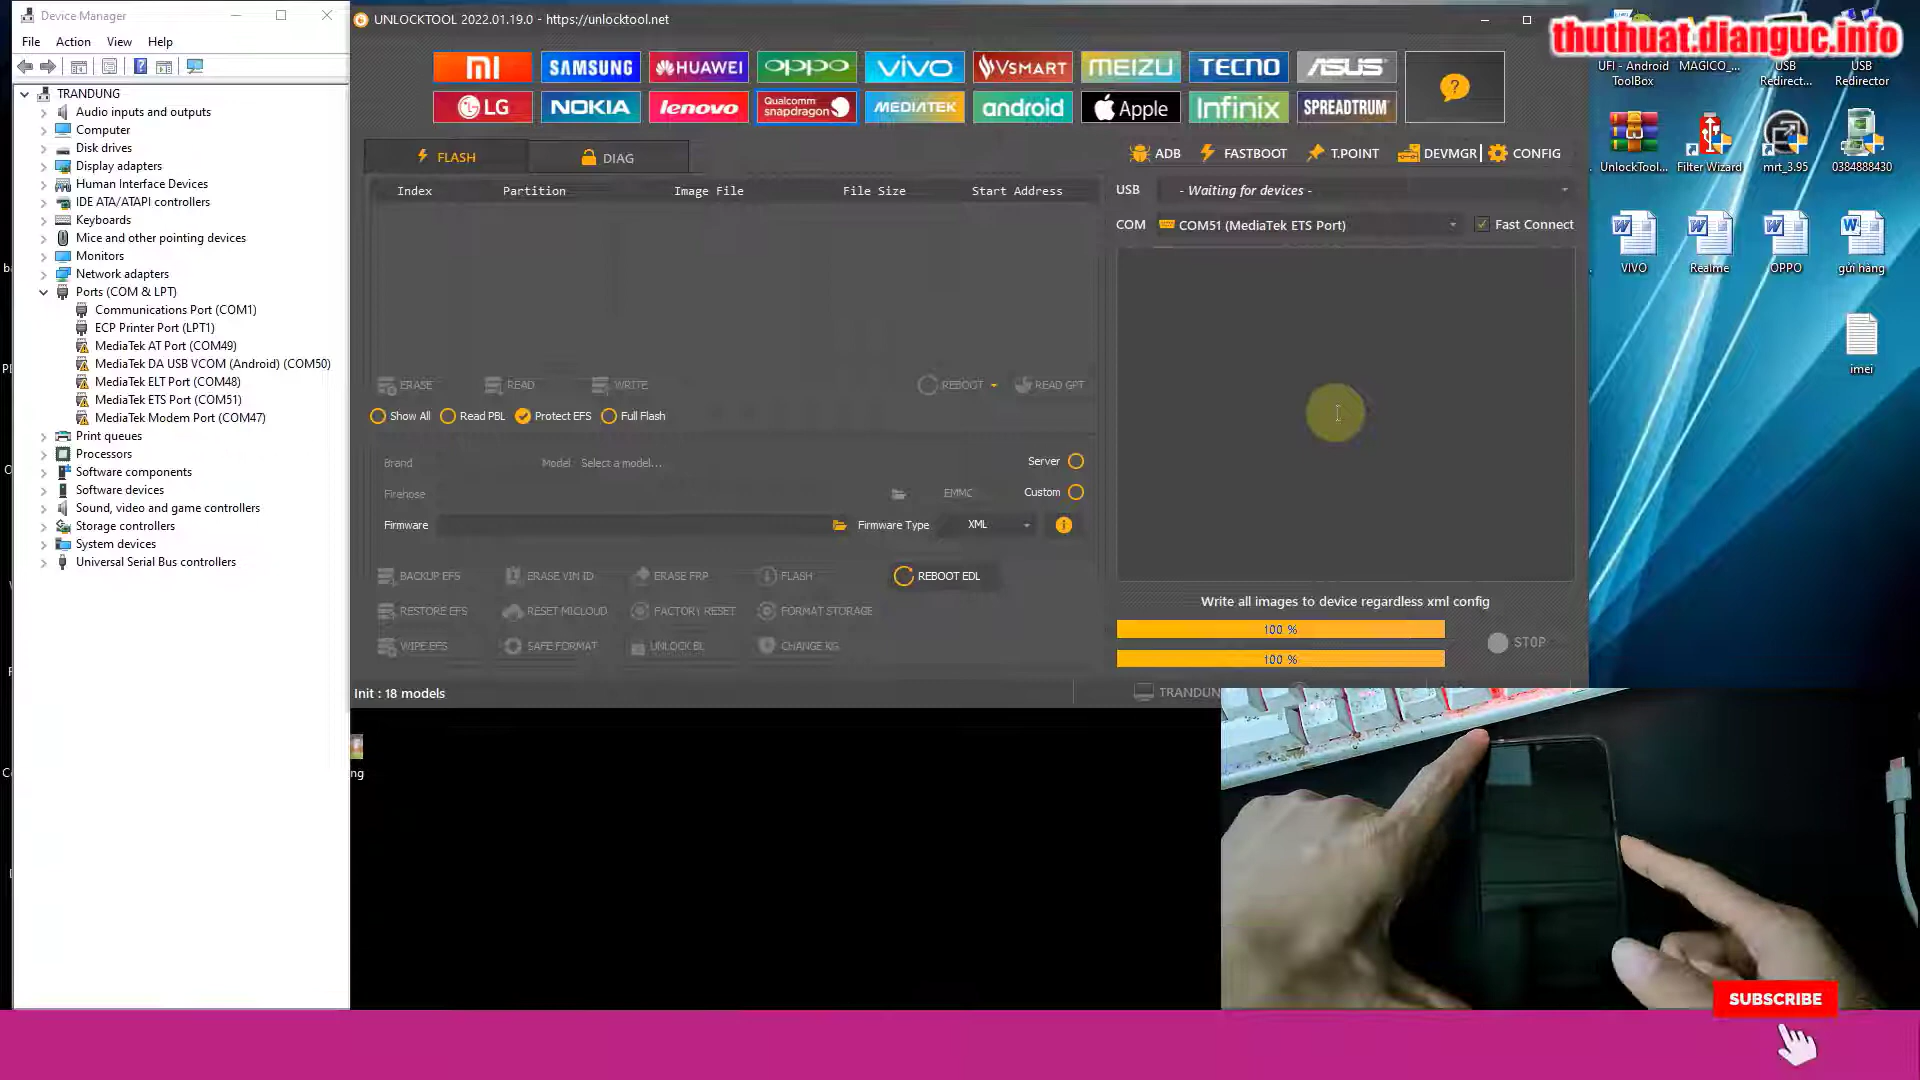 Device Manager
File Action View Help
TRANDUNG
Audio inputs and outputs
Computer
Disk drives
Display adapters
Human Interface Devices
IDE ATA/ATAPI controllers
Keyboards
Mice and other pointing devices
Monitors
Network adapters
Ports (COM & LPT)
Communications Port (COM1)
ECP Printer Port (LPT1)
MediaTek AT Port (COM49)
MediaTek DA USB VCOM (Android) (COM50)
MediaTek ELT Port (COM48)
MediaTek ETS Port (COM51)
MediaTek Modem Port (COM47)
Print queues
Processors
Software components
Software devices
Sound, video and game controllers
Storage controllers
System devices
Universal Serial Bus controllers
UNLOCKTOOL 2022.01.19.0 - https://unlocktool.net
MI SAMSUNG HUAWEI OPPO VIVO VSMART MEIZU TECNO ASUS ?
LG NOKIA lenovo Qualcomm snapdragon MEDIATEK android Apple Infinix SPREADTRUM
FLASH DIAG
ADB FASTBOOT T.POINT DEVMGR CONFIG
Index Partition Image File File Size Start Address
USB - Waiting for devices -
COM COM51 (MediaTek ETS Port) Fast Connect
ERASE READ WRITE REBOOT READ GPT
Show All Read PBL Protect EFS Full Flash
Brand Model Select a model... Server
Firehose EMMC Custom
Firmware Firmware Type XML
BACKUP EFS ERASE VIN ID ERASE FRP FLASH REBOOT EDL
RESTORE EFS RESET MICLOUD FACTORY RESET FORMAT STORAGE
WIPE EFS SAFE FORMAT UNLOCK BL CHANGE KG
Write all images to device regardless xml config
100 %
100 %
STOP
Init : 18 models
TRANDUN
thuthuat.dianguc.info
UFI - Android ToolBox
MAGICO_...
USB Redirect...
USB Redirector
UnlockTool...
Filter Wizard
mrt_3.95
0384888430
VIVO
Realme
OPPO
gửi hàng
imei
ng
SUBSCRIBE